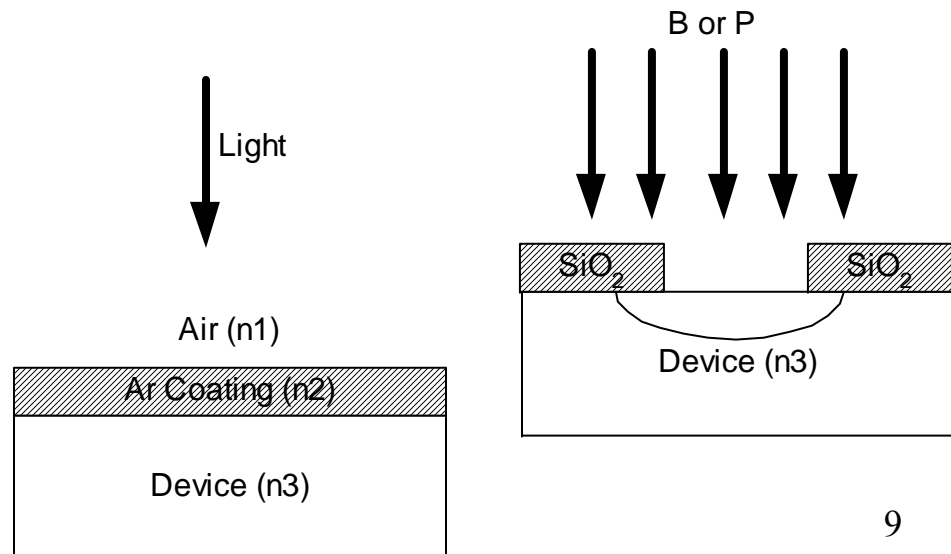 Light
Air (n1)
Ar Coating (n2)
Device (n3)
B or P
SiO₂ SiO₂
Device (n3)
9